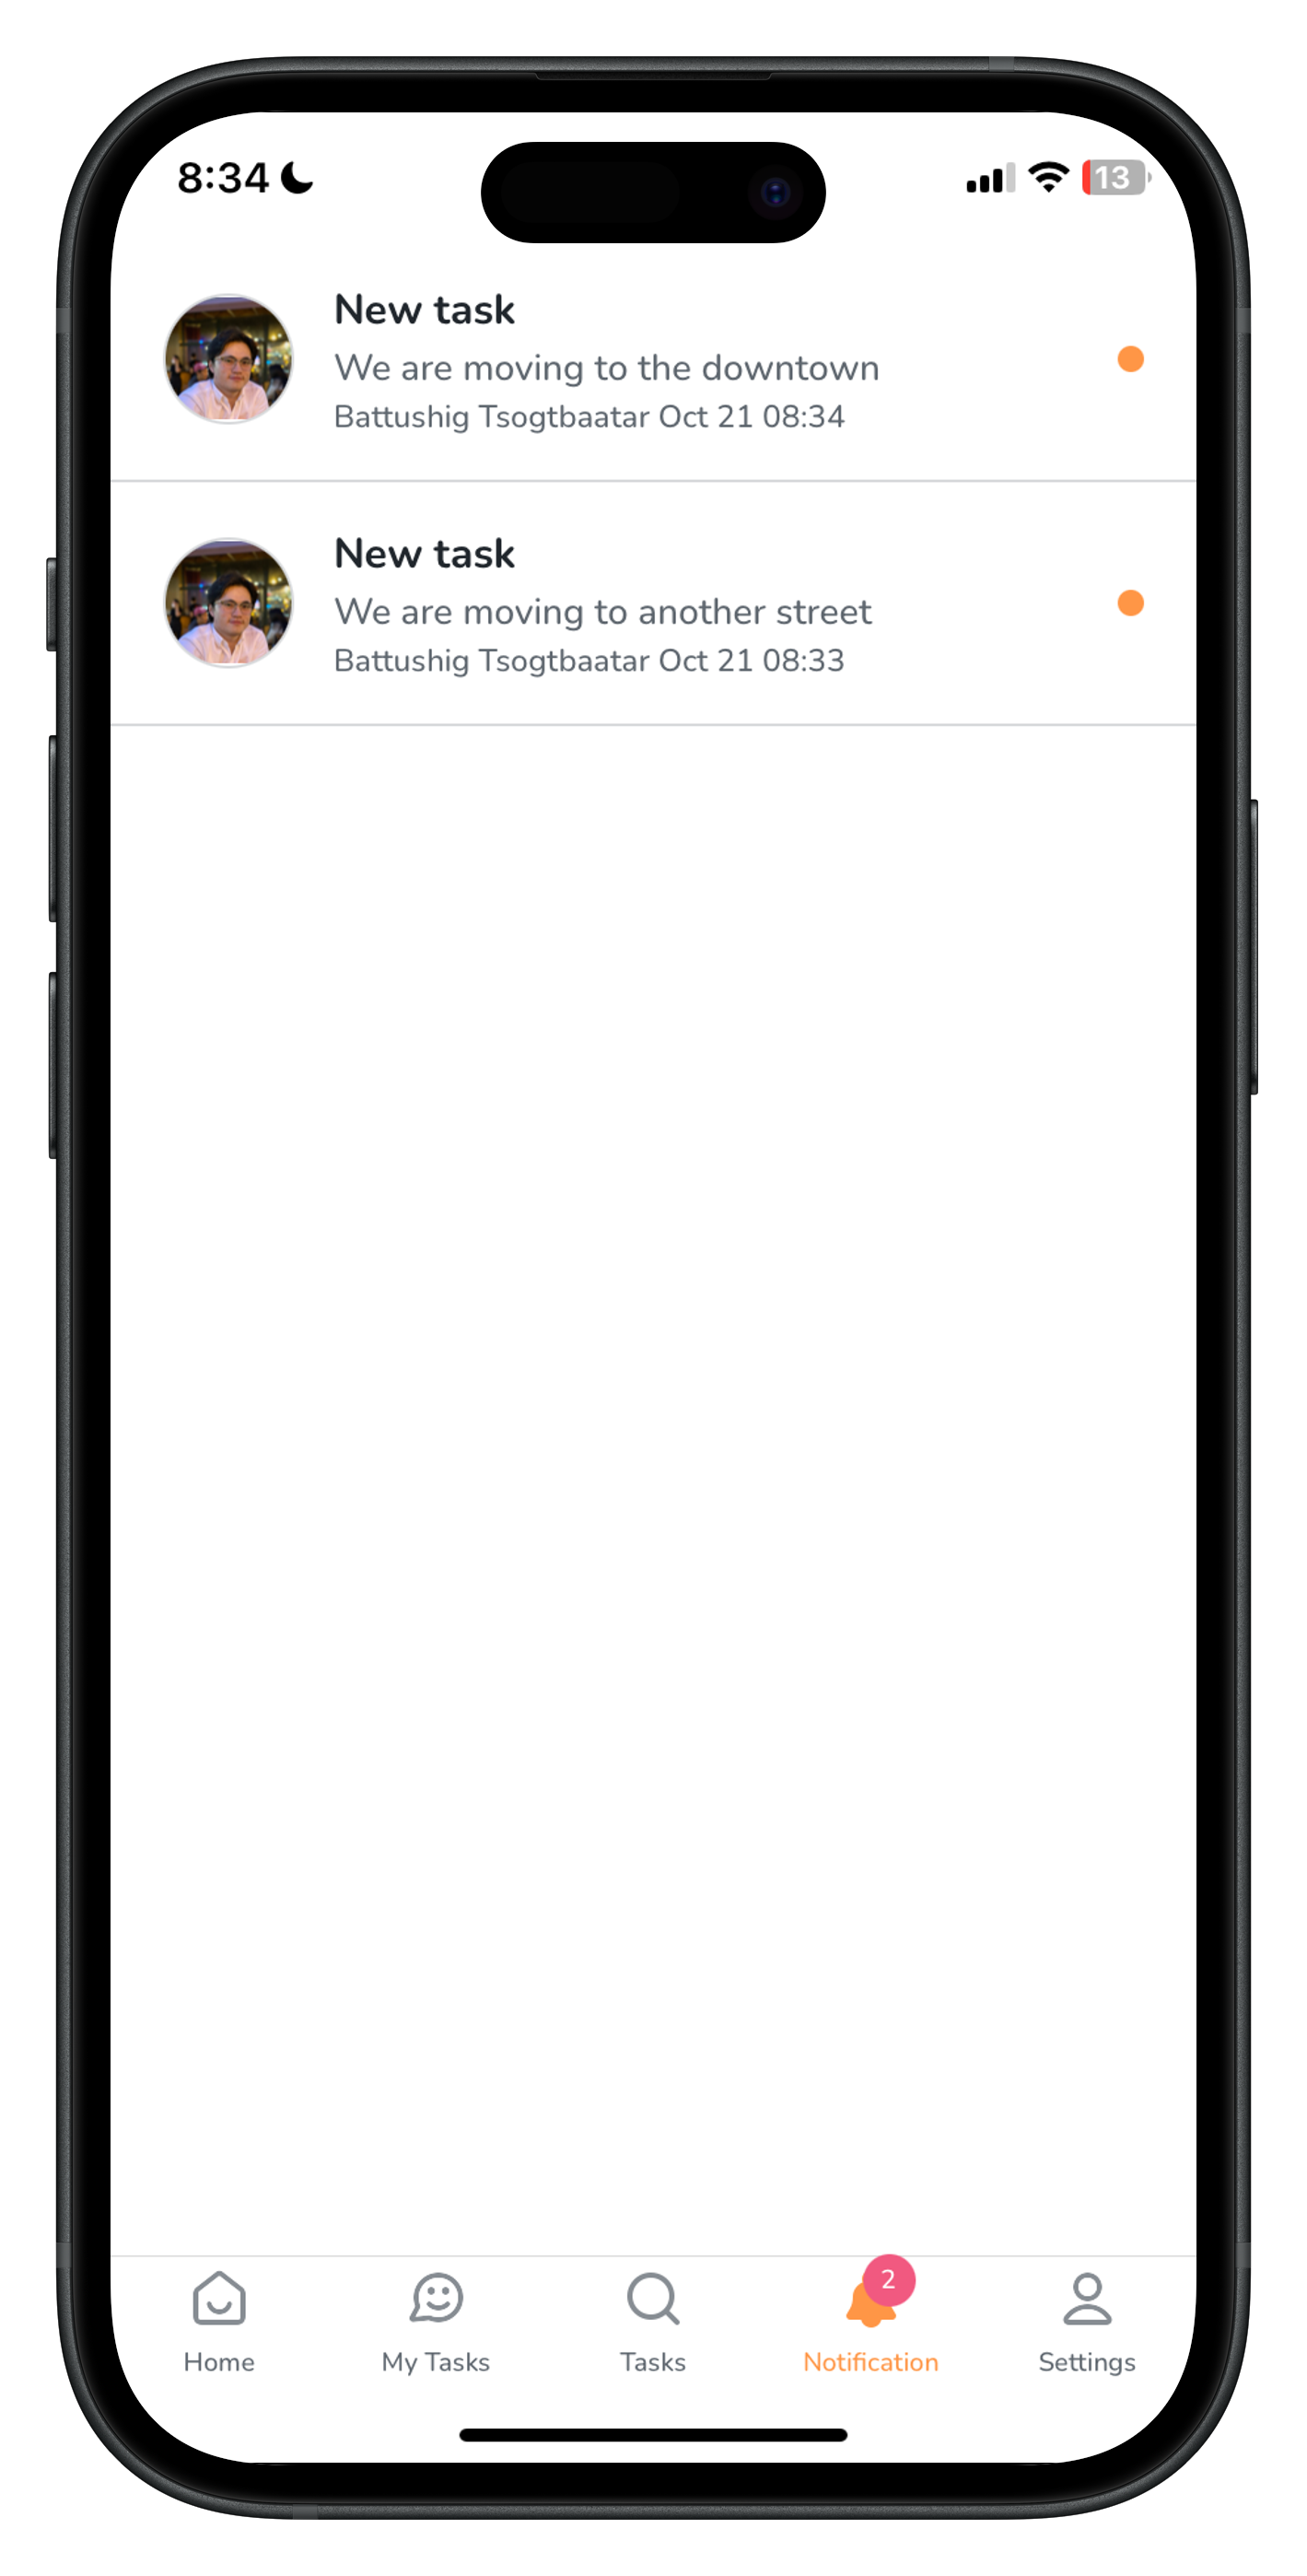 8:34
13
New task
We are moving to the downtown
Battushig Tsogtbaatar Oct 21 08:34
New task
We are moving to another street
Battushig Tsogtbaatar Oct 21 08:33
2
Home
My Tasks
Tasks
Notification
Settings